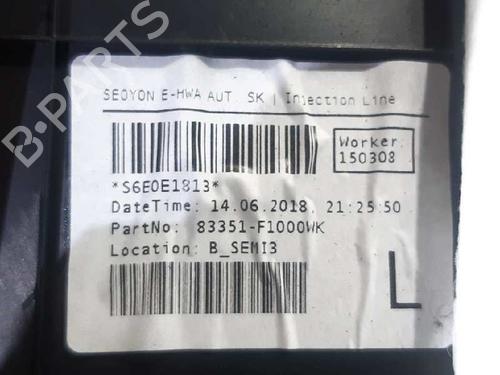 B-PARTS
SEOYON E-HWA AUT. SK | Injection Line
Worker:
150308
*S6E0E1813*
DateTime: 14.06.2018. 21:25:50
PartNo: 83351-F1000WK
Location: B_SEMI3
L